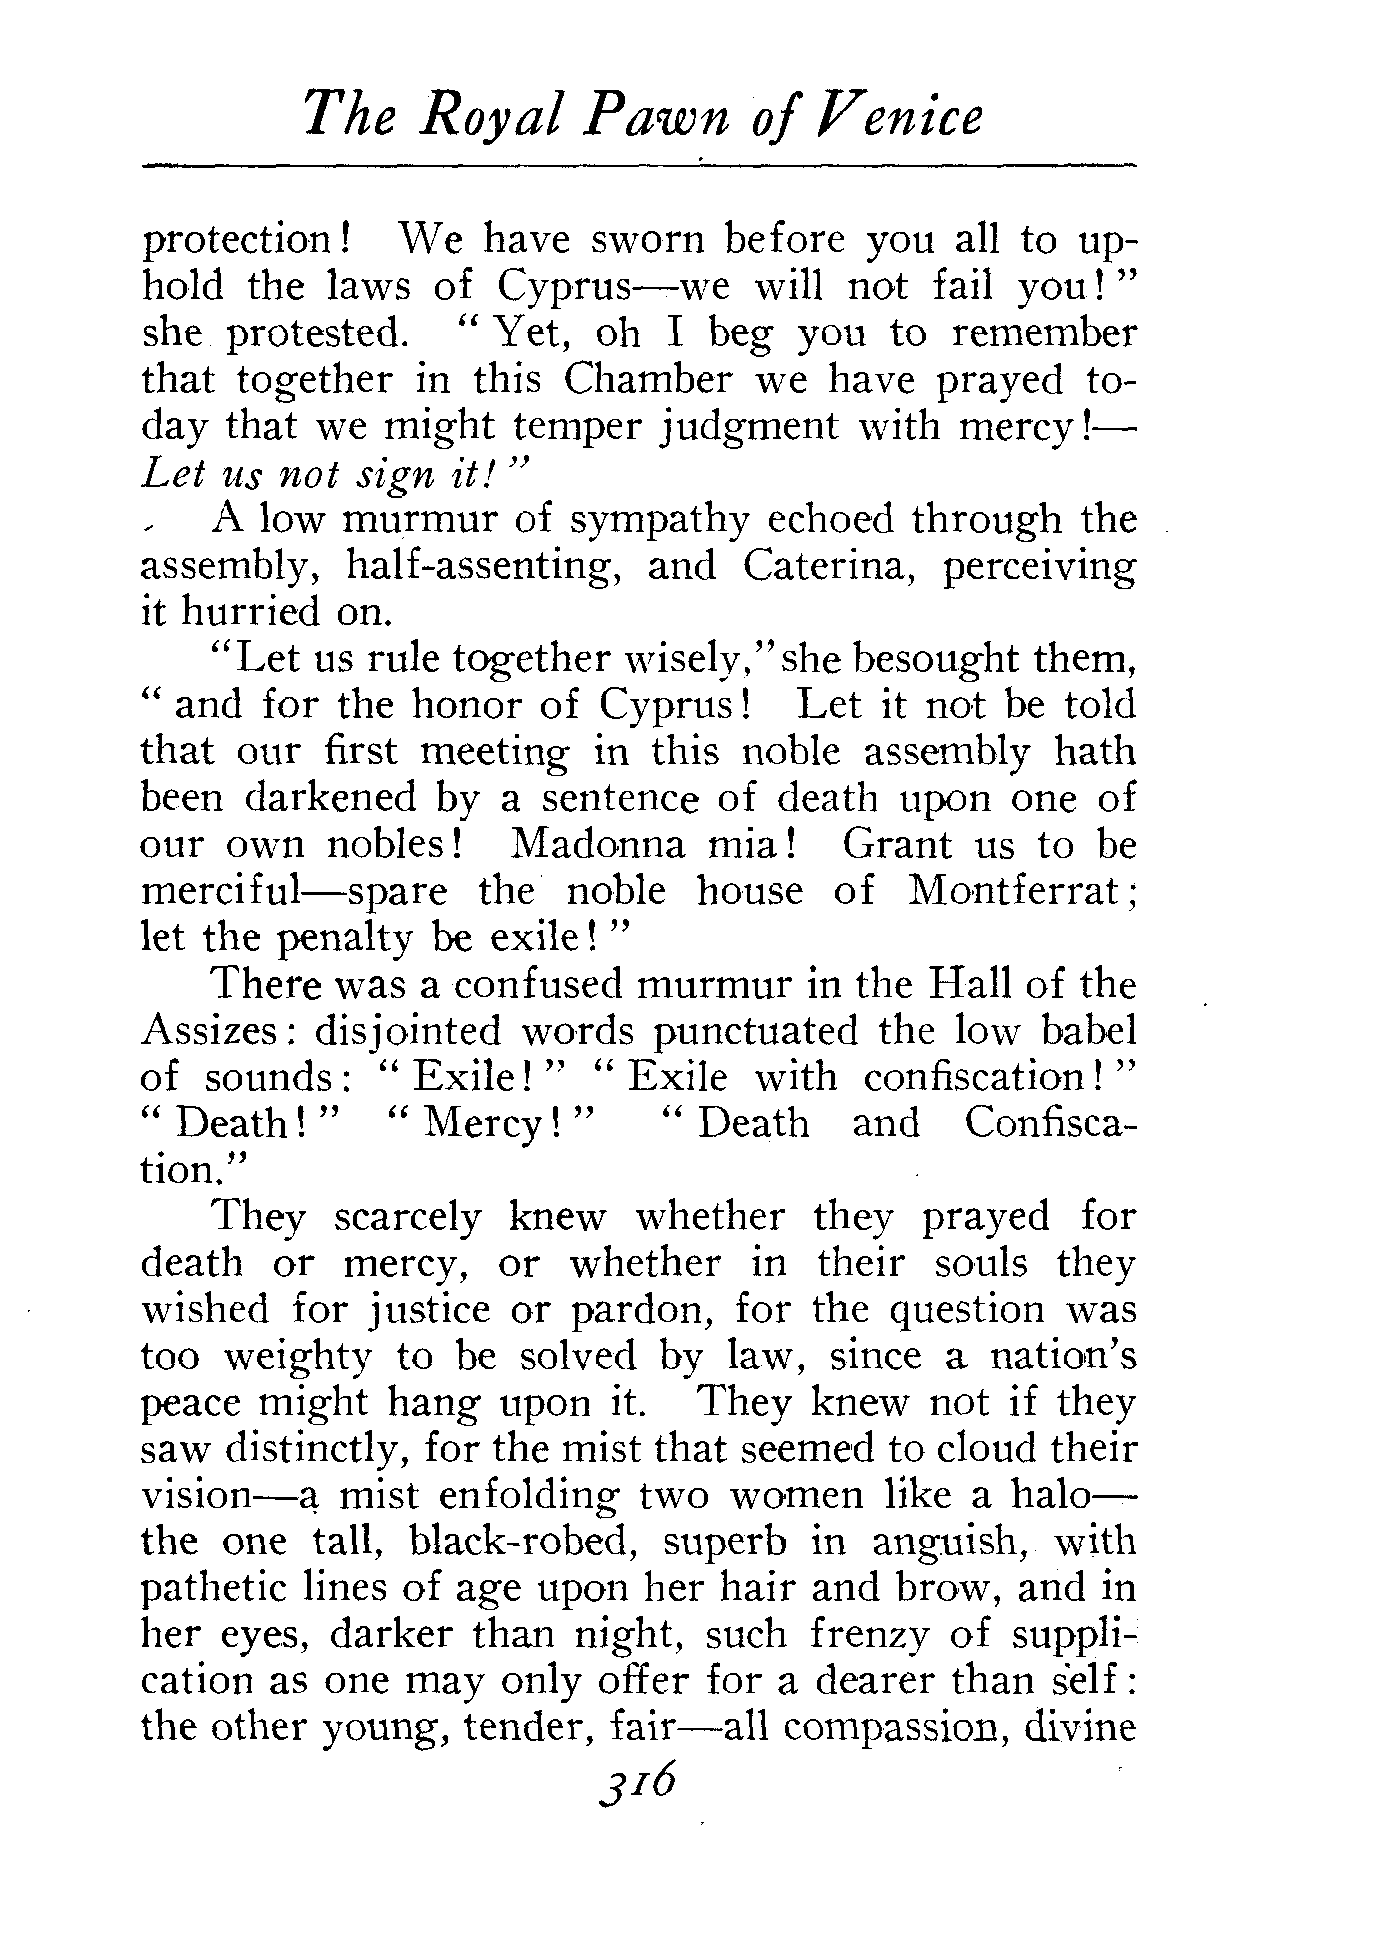 The Royal Pawn of Venice
protection! We have sworn before you all to up-
hold the laws of Cyprus—we will not fail you!"
she protested. "Yet, oh I beg you to remember
that together in this Chamber we have prayed to-
day that we might temper judgment with mercy!—
Let us not sign it!"
A low murmur of sympathy echoed through the
assembly, half-assenting, and Caterina, perceiving
it hurried on.
"Let us rule together wisely," she besought them,
"and for the honor of Cyprus! Let it not be told
that our first meeting in this noble assembly hath
been darkened by a sentence of death upon one of
our own nobles! Madonna mia! Grant us to be
merciful—spare the noble house of Montferrat;
let the penalty be exile!"
There was a confused murmur in the Hall of the
Assizes: disjointed words punctuated the low babel
of sounds: "Exile!" "Exile with confiscation!"
"Death!" "Mercy!" "Death and Confisca-
tion."
They scarcely knew whether they prayed for
death or mercy, or whether in their souls they
wished for justice or pardon, for the question was
too weighty to be solved by law, since a nation's
peace might hang upon it. They knew not if they
saw distinctly, for the mist that seemed to cloud their
vision—a mist enfolding two women like a halo—
the one tall, black-robed, superb in anguish, with
pathetic lines of age upon her hair and brow, and in
her eyes, darker than night, such frenzy of suppli-
cation as one may only offer for a dearer than self:
the other young, tender, fair—all compassion, divine
316